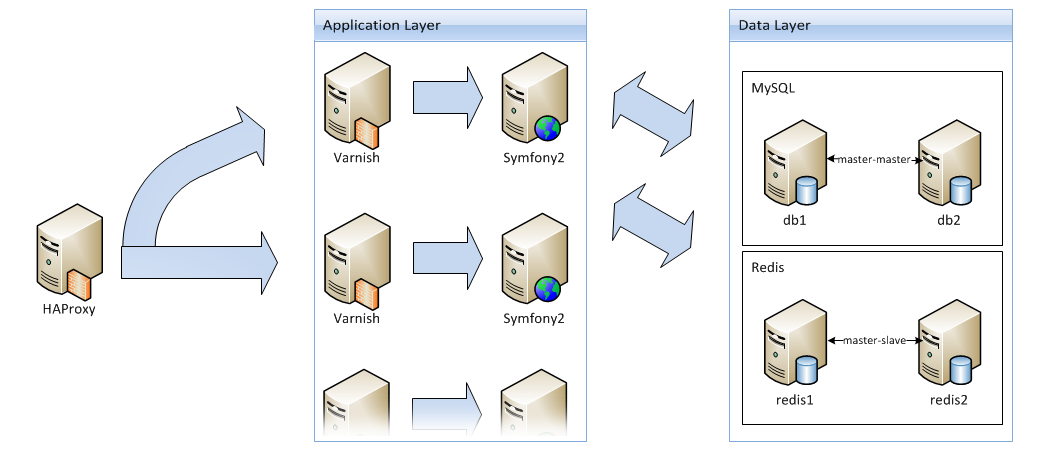 Application Layer
Data Layer
MySQL
Varnish
Symfony2
master-master
db1
db2
HAProxy
Redis
Varnish
Symfony2
master-slave
redis1
redis2